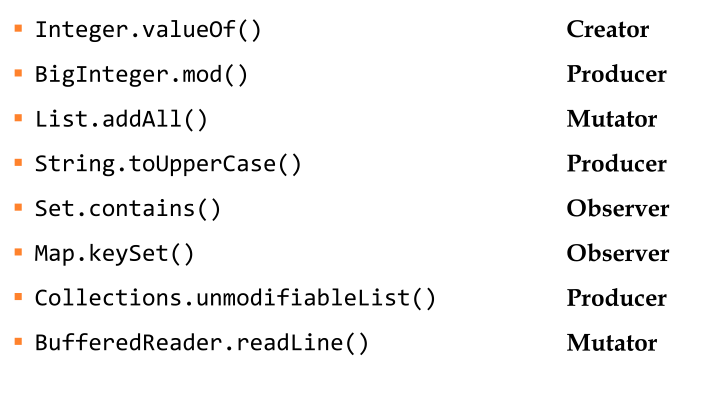 ▪ Integer.valueOf() Creator
▪ BigInteger.mod() Producer
▪ List.addAll() Mutator
▪ String.toUpperCase() Producer
▪ Set.contains() Observer
▪ Map.keySet() Observer
▪ Collections.unmodifiableList() Producer
▪ BufferedReader.readLine() Mutator